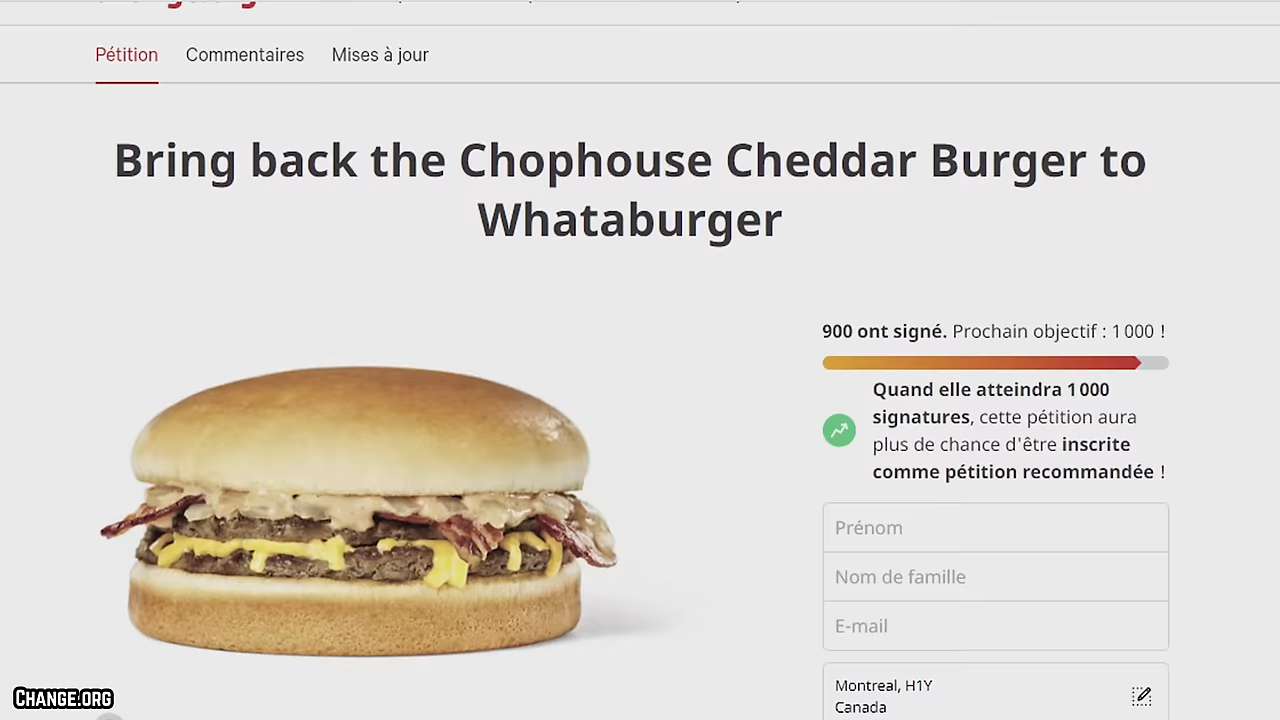 Pétition Commentaires Mises à jour
Bring back the Chophouse Cheddar Burger to
Whataburger
900 ont signé. Prochain objectif : 1 000 !
Quand elle atteindra 1 000
signatures, cette pétition aura
plus de chance d'être inscrite
comme pétition recommandée !
Prénom
Nom de famille
E-mail
Montreal, H1Y
Canada
CHANGE.ORG